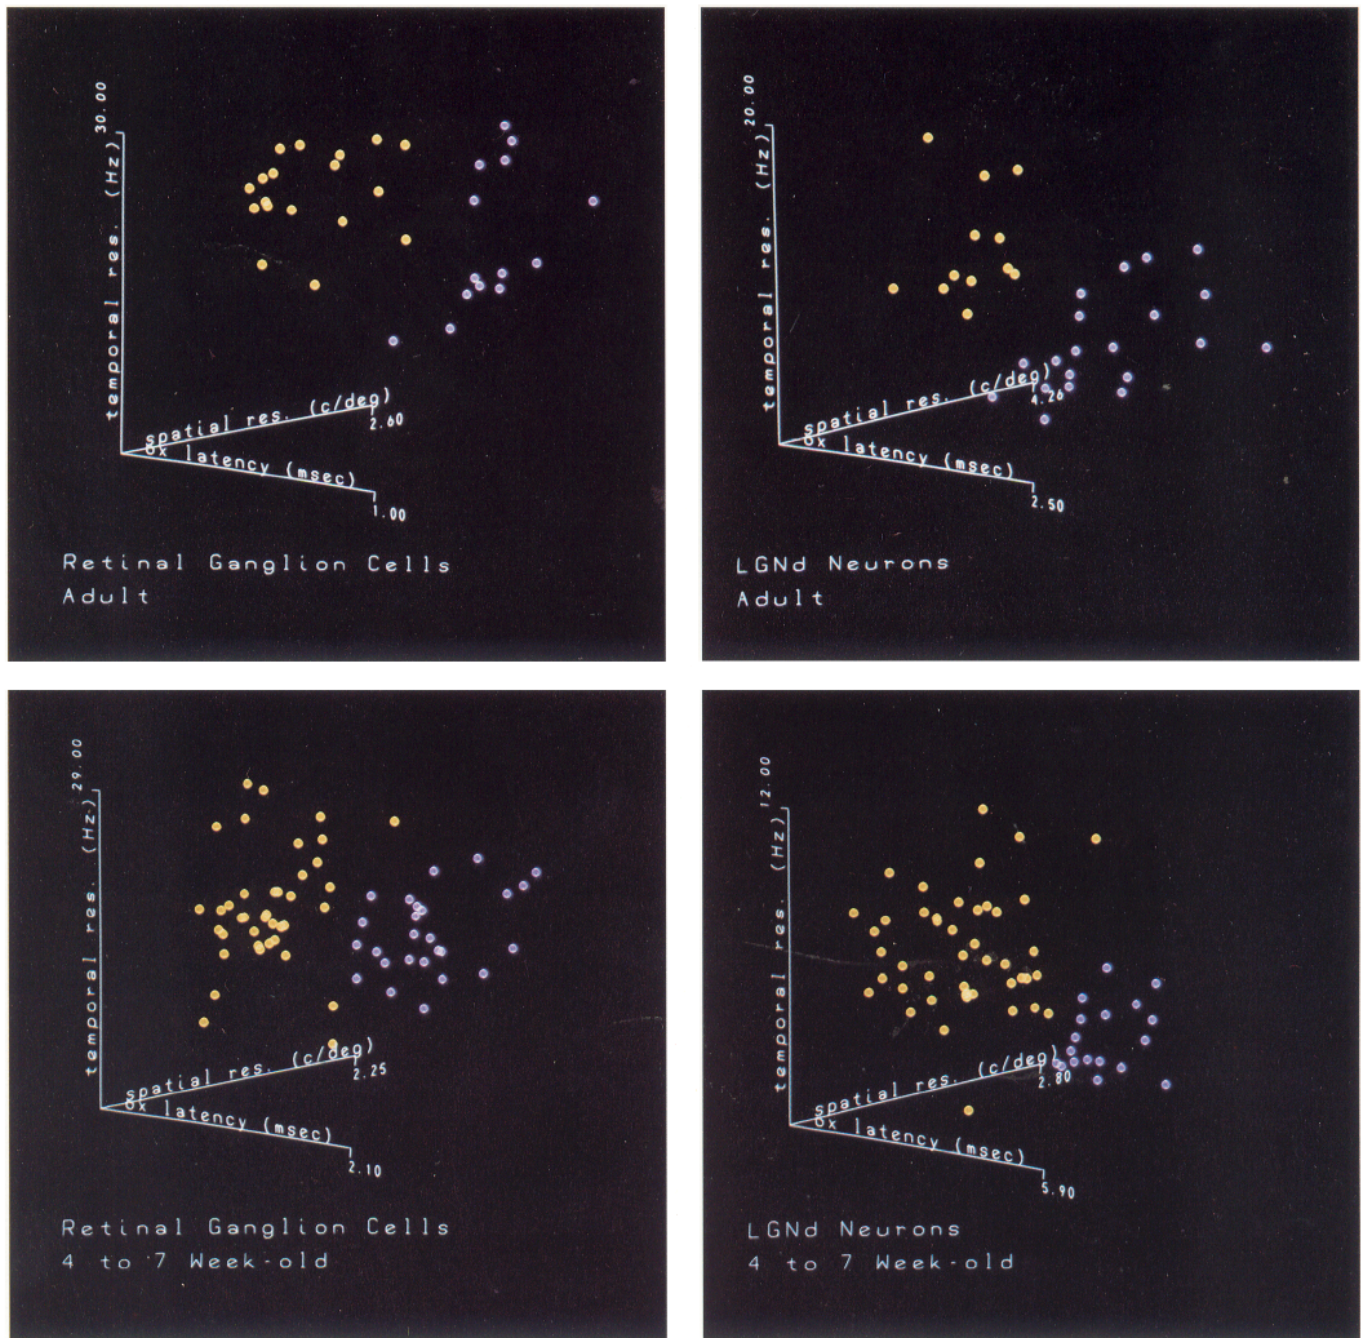 30.00
temporal res. (Hz)
spatial res. (c/deg)
2.60
ox latency (msec)
1.00
Retinal Ganglion Cells
Adult
20.00
temporal res. (Hz)
spatial res. (c/deg)
4.26
ox latency (msec)
2.50
LGNd Neurons
Adult
29.00
temporal res. (Hz)
spatial res. (c/deg)
2.25
ox latency (msec)
2.10
Retinal Ganglion Cells
4 to 7 Week-old
12.00
temporal res. (Hz)
spatial res. (c/deg)
2.80
ox latency (msec)
5.90
LGNd Neurons
4 to 7 Week-old